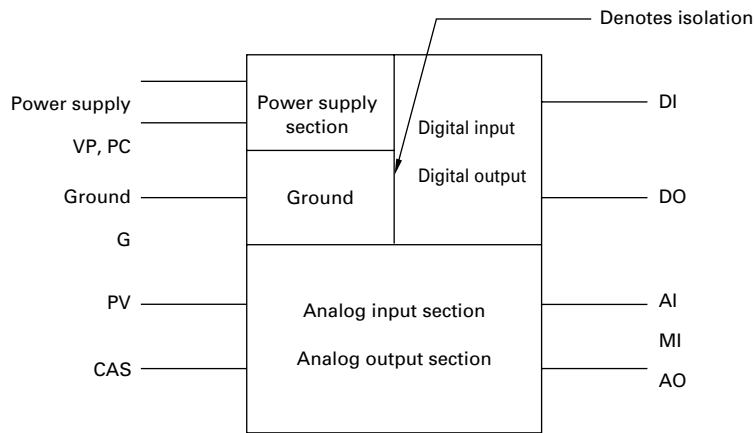 Denotes isolation
Power supply
VP, PC
Ground
G
PV
CAS
Power supply
section
Ground
Digital input
Digital output
Analog input section
Analog output section
DI
DO
AI
MI
AO